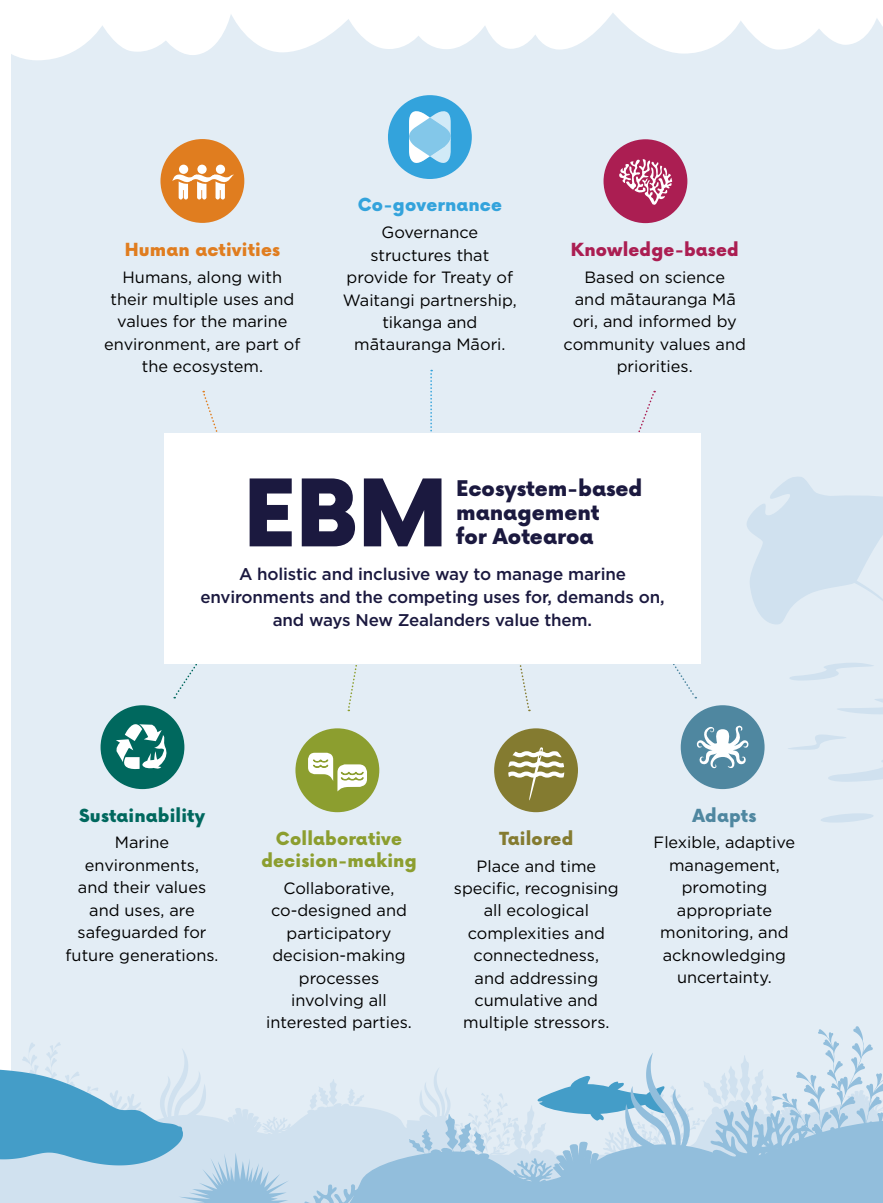 Co-governance
Governance
structures that
provide for Treaty of
Waitangi partnership,
tikanga and
mātauranga Māori.
Human activities
Humans, along with
their multiple uses and
values for the marine
environment, are part of
the ecosystem.
Knowledge-based
Based on science
and mātauranga Mā
ori, and informed by
community values and
priorities.
EBM
Ecosystem-based
management
for Aotearoa
A holistic and inclusive way to manage marine
environments and the competing uses for, demands on,
and ways New Zealanders value them.
Sustainability
Marine
environments,
and their values
and uses, are
safeguarded for
future generations.
Collaborative
decision-making
Collaborative,
co-designed and
participatory
decision-making
processes
involving all
interested parties.
Tailored
Place and time
specific, recognising
all ecological
complexities and
connectedness,
and addressing
cumulative and
multiple stressors.
Adapts
Flexible, adaptive
management,
promoting
appropriate
monitoring, and
acknowledging
uncertainty.